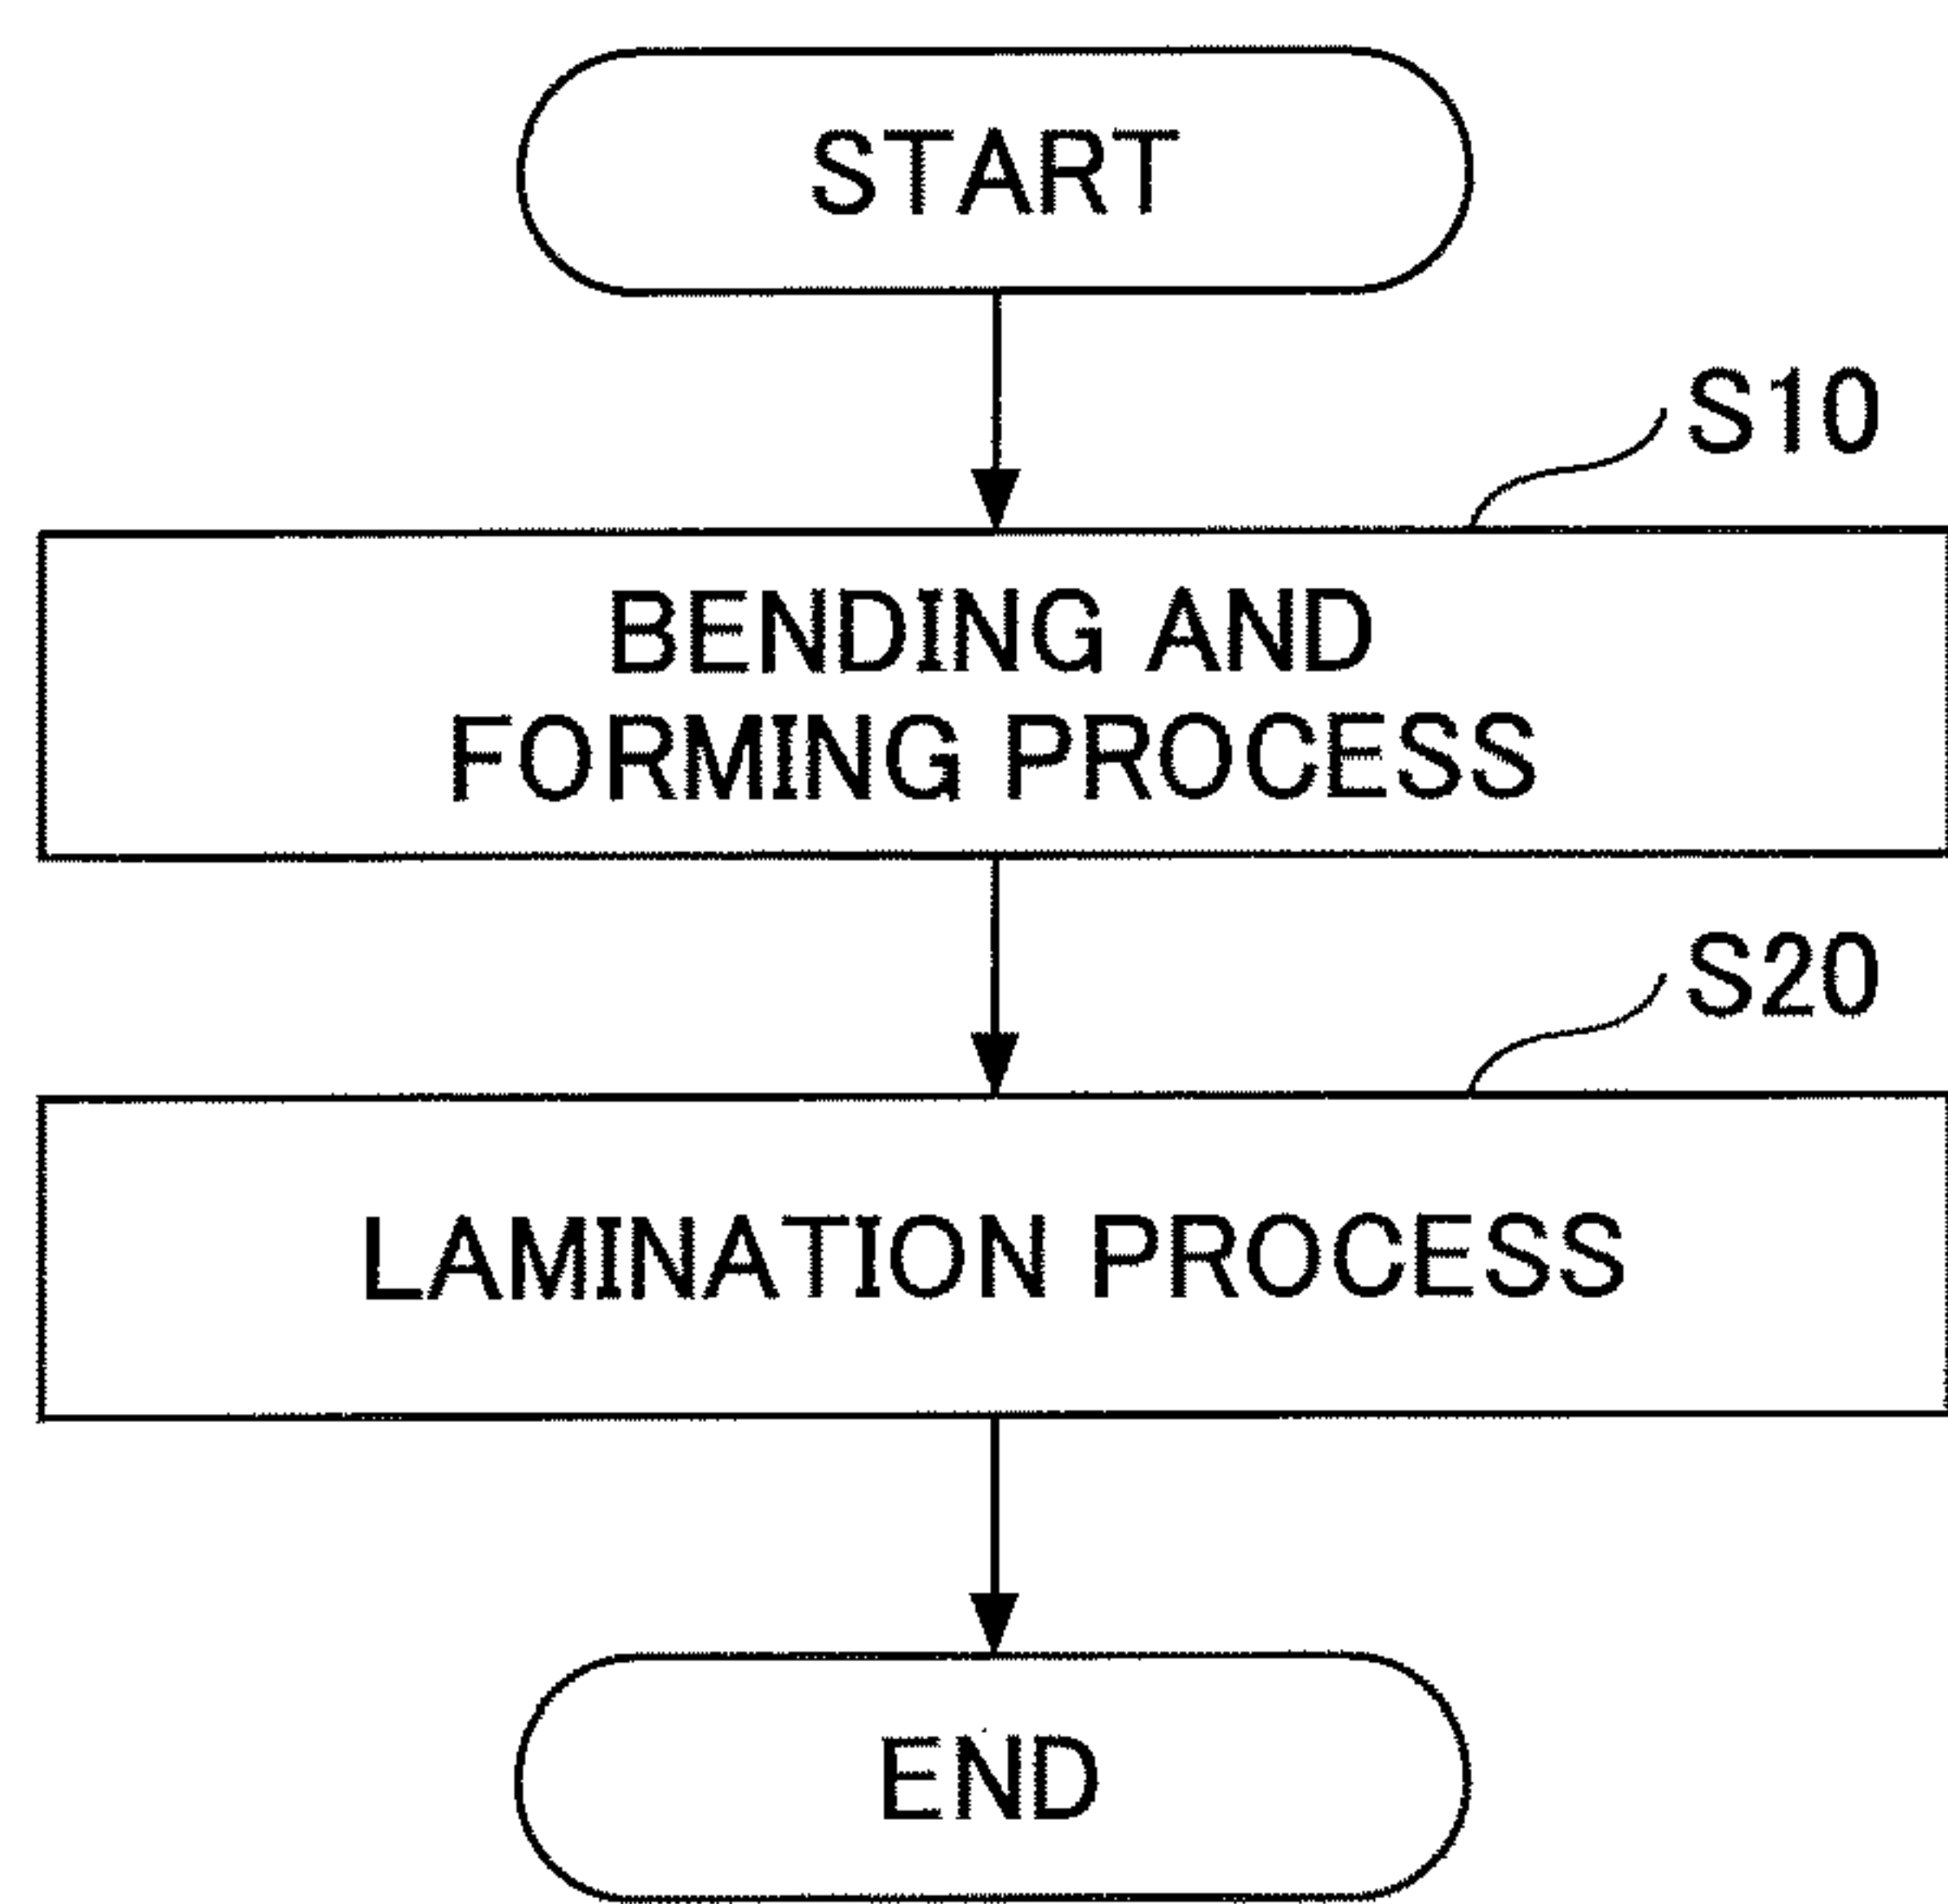 START
S10
BENDING AND
FORMING PROCESS
S20
LAMINATION PROCESS
END